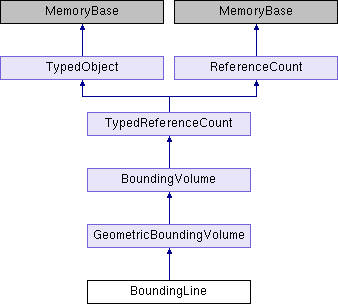 MemoryBase MemoryBase
TypedObject ReferenceCount
TypedReferenceCount
BoundingVolume
GeometricBoundingVolume
BoundingLine